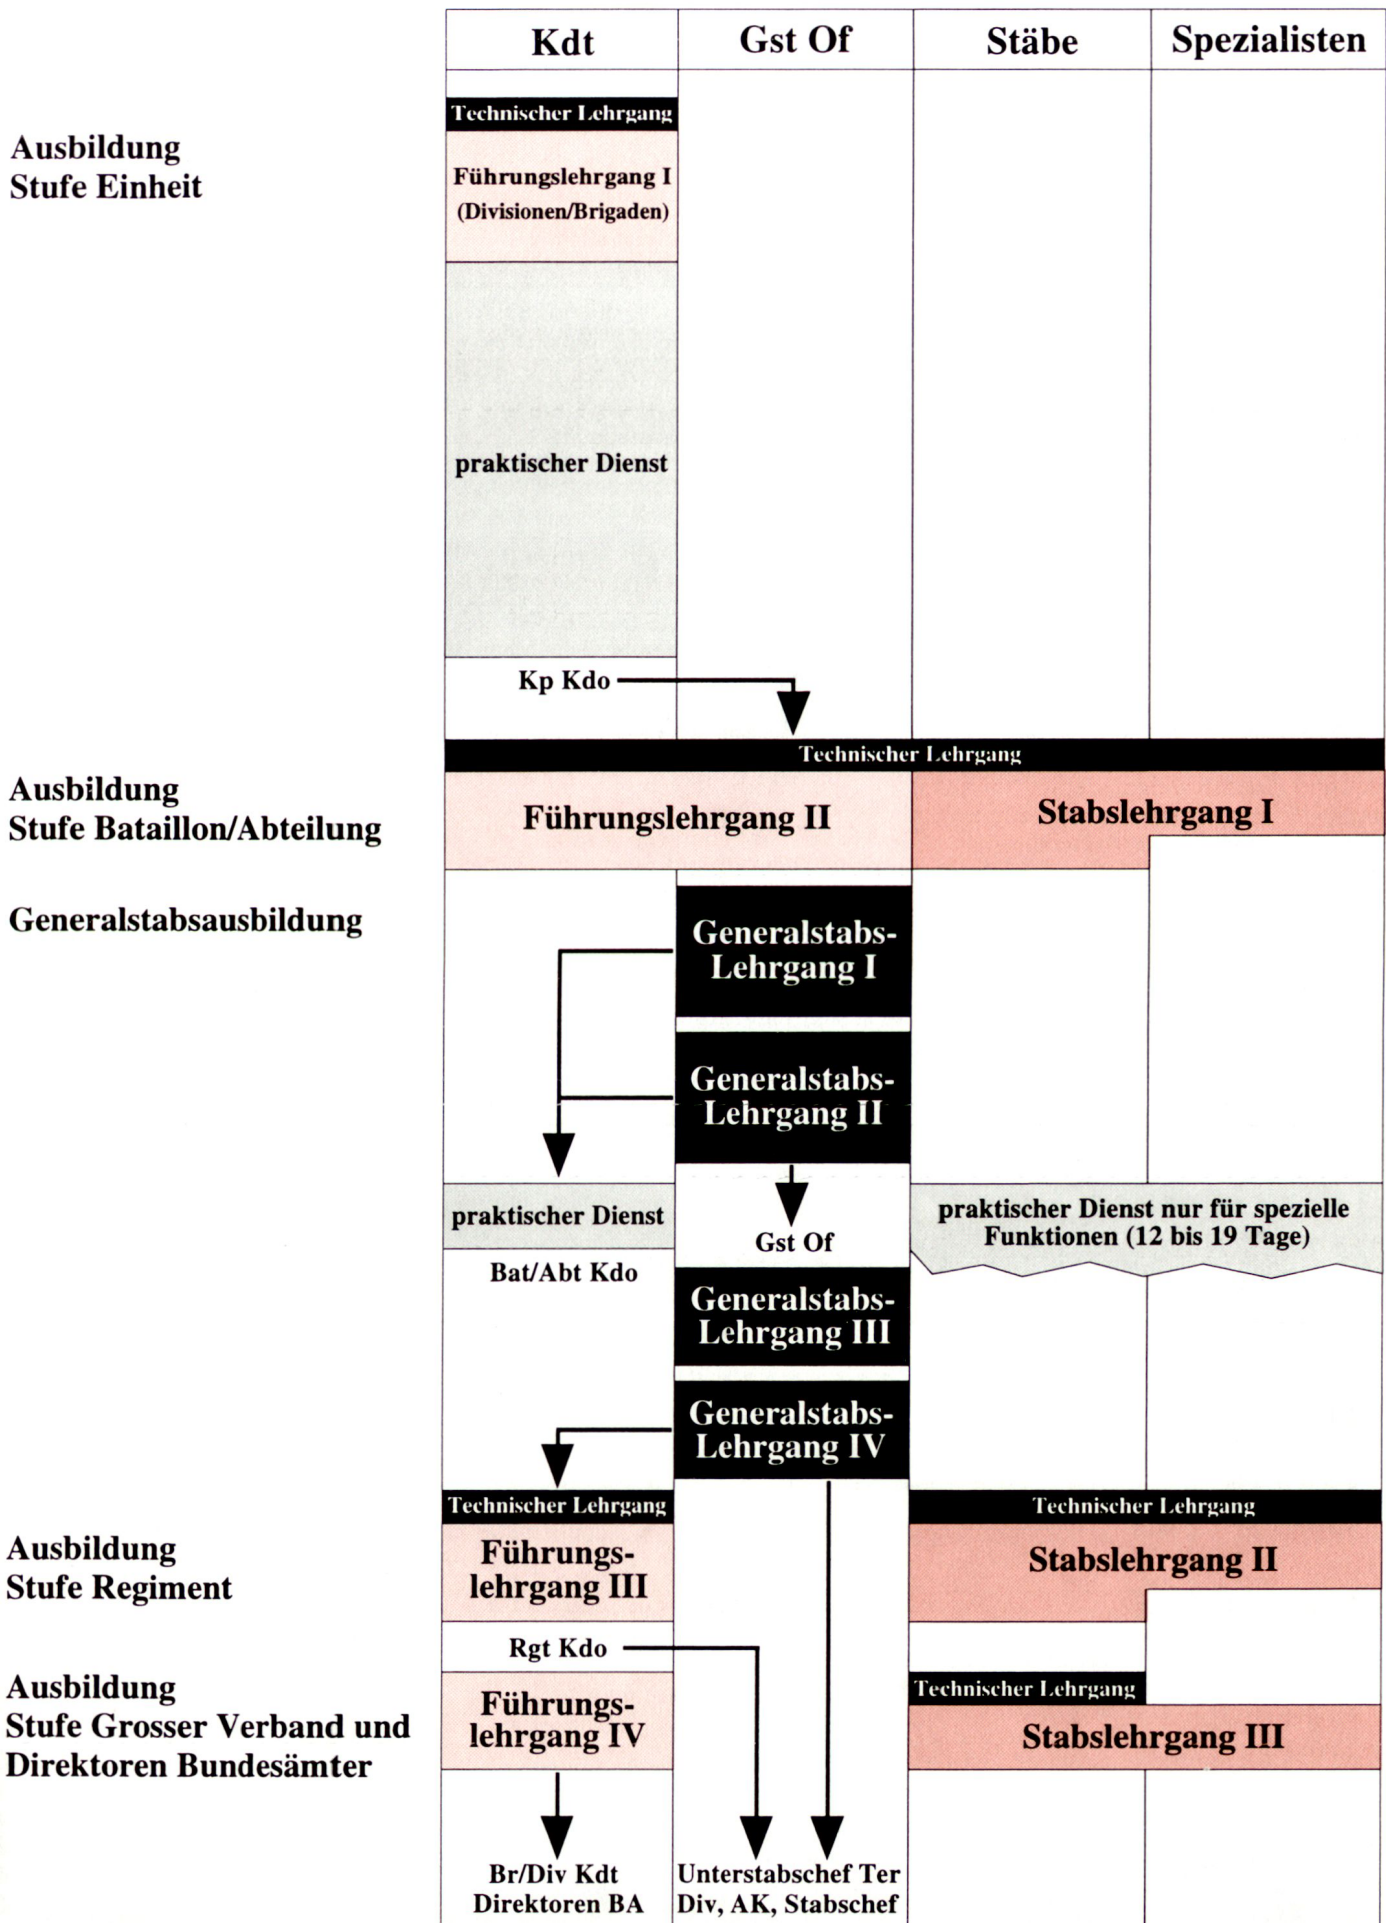 Kdt
Gst Of
Stäbe
Spezialisten
Ausbildung
Stufe Einheit
Technischer Lehrgang
Führungslehrgang I
(Divisionen/Brigaden)
praktischer Dienst
Kp Kdo
Ausbildung
Stufe Bataillon/Abteilung
Technischer Lehrgang
Führungslehrgang II
Stabslehrgang I
Generalstabsausbildung
Generalstabs-
Lehrgang I
Generalstabs-
Lehrgang II
praktischer Dienst
Gst Of
praktischer Dienst nur für spezielle
Funktionen (12 bis 19 Tage)
Bat/Abt Kdo
Generalstabs-
Lehrgang III
Generalstabs-
Lehrgang IV
Ausbildung
Stufe Regiment
Technischer Lehrgang
Führungs-
lehrgang III
Technischer Lehrgang
Stabslehrgang II
Rgt Kdo
Ausbildung
Stufe Grosser Verband und
Direktoren Bundesämter
Führungs-
lehrgang IV
Technischer Lehrgang
Stabslehrgang III
Br/Div Kdt
Direktoren BA
Unterstabschef Ter
Div, AK, Stabschef